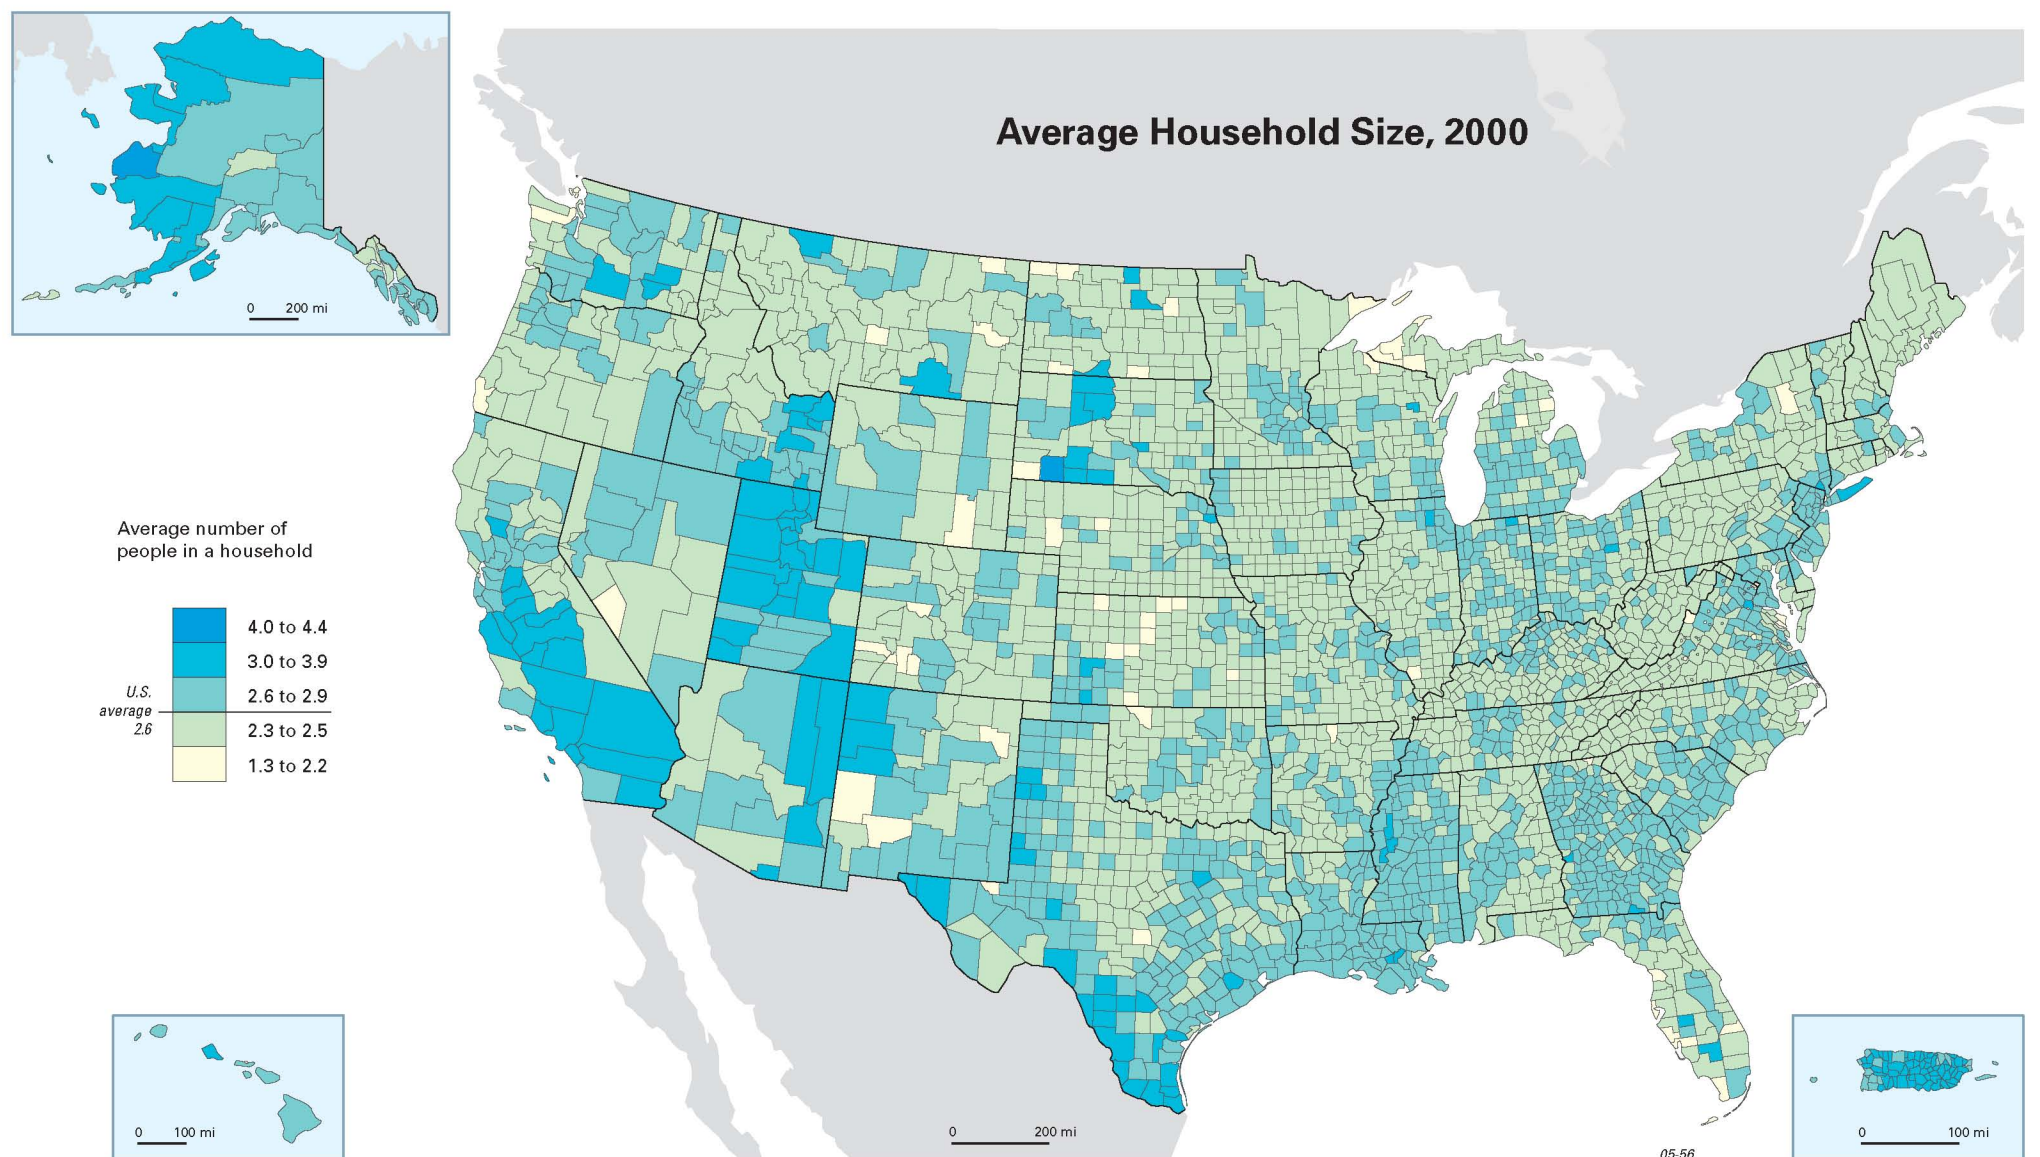 Average Household Size, 2000
0 200 mi
Average number of
people in a household
4.0 to 4.4
3.0 to 3.9
2.6 to 2.9
2.3 to 2.5
1.3 to 2.2
U.S.
average
2.6
0 100 mi
0 200 mi
0 100 mi
05-56